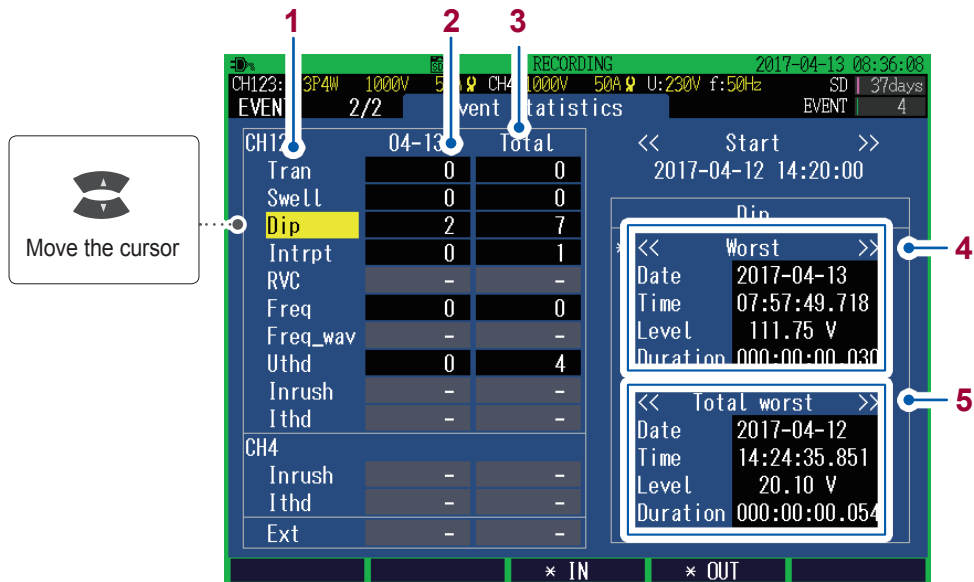 1 2 3
RECORDING 2017-04-13 08:36:08
CH123: 3P4W 1000V 5 A CH4 1000V 50A U:230V f:50Hz SD 37days
EVENT 2/2 vent tatistics EVENT 4
CH12 04-13 Total << Start >>
Tran 0 0 2017-04-12 14:20:00
Swell 0 0
Dip 2 7 Dip
Intrpt 0 1 << Worst >> 4
RVC - - Date 2017-04-13
Freq 0 0 Time 07:57:49.718
Freq_wav - - Level 111.75 V
Uthd 0 4 Duration 000:00:00.030
Inrush - -
Ithd - - << Total worst >> 5
CH4 Date 2017-04-12
Inrush - - Time 14:24:35.851
Ithd - - Level 20.10 V
Ext - - Duration 000:00:00.054
* IN * OUT
Move the cursor